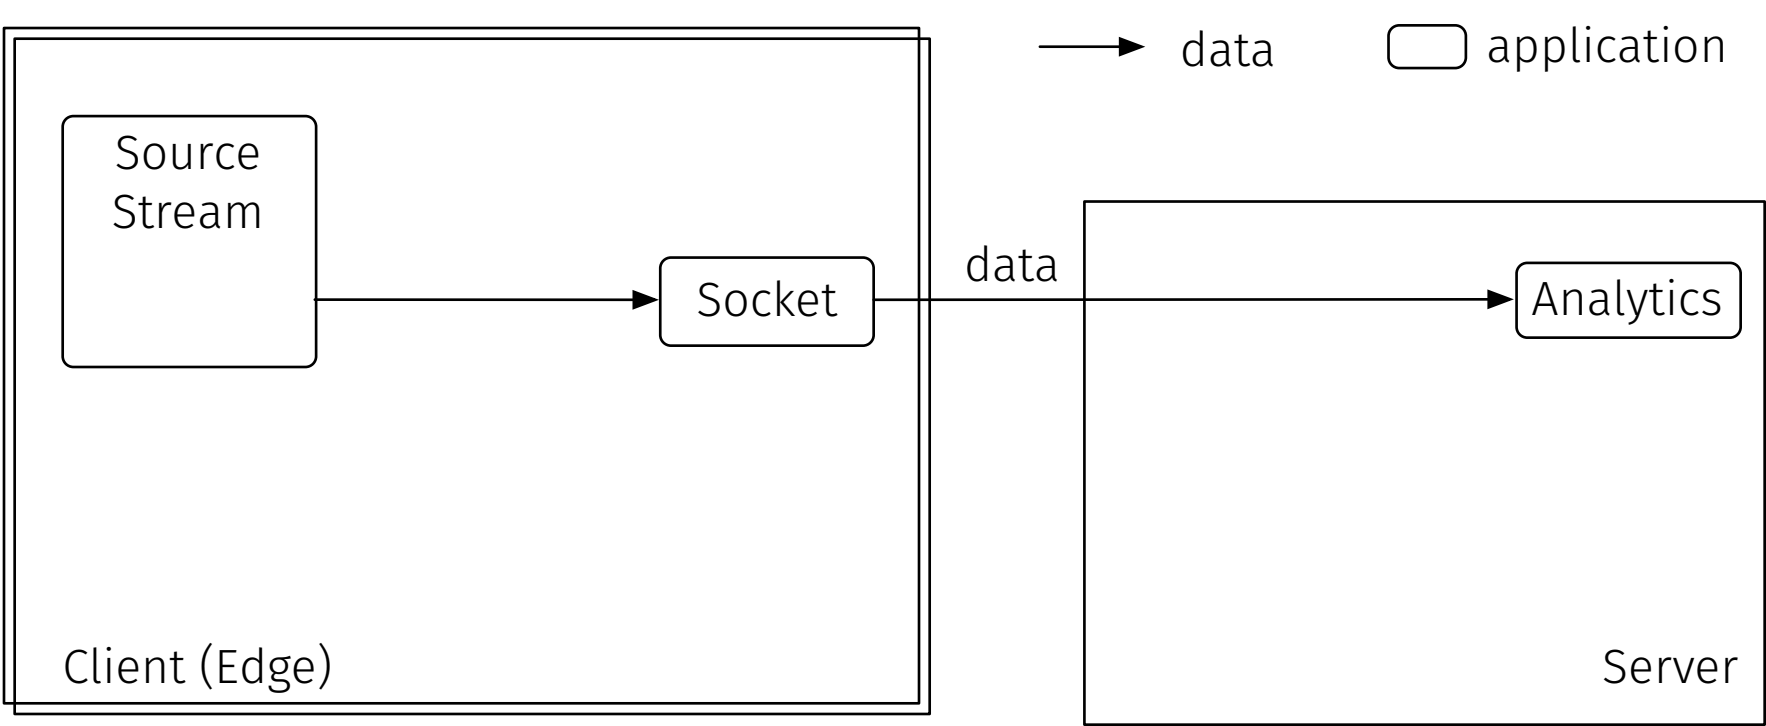 data
application
Source
Stream
Socket
data
Analytics
Client (Edge)
Server